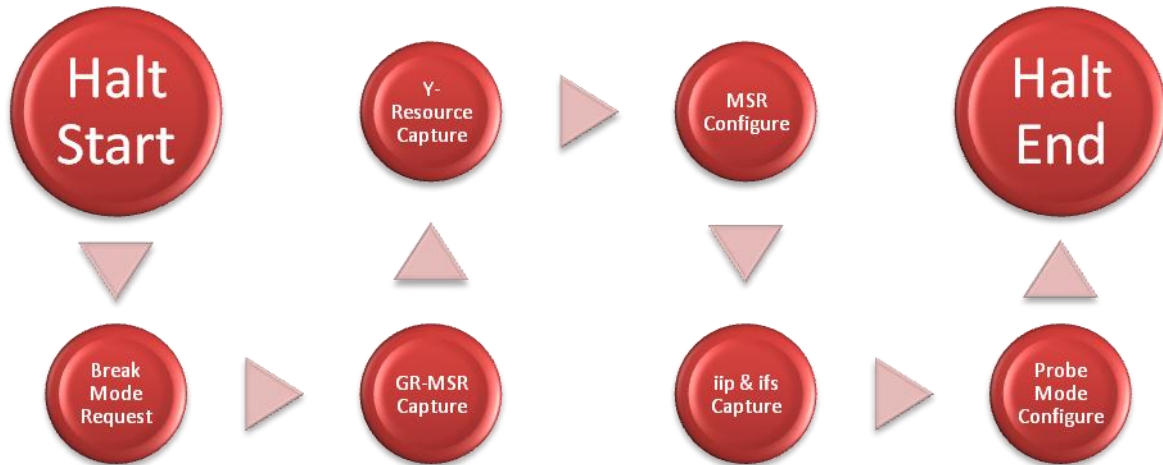 Halt
Start
Break
Mode
Request
GR-MSR
Capture
Y-
Resource
Capture
MSR
Configure
iip & ifs
Capture
Probe
Mode
Configure
Halt
End